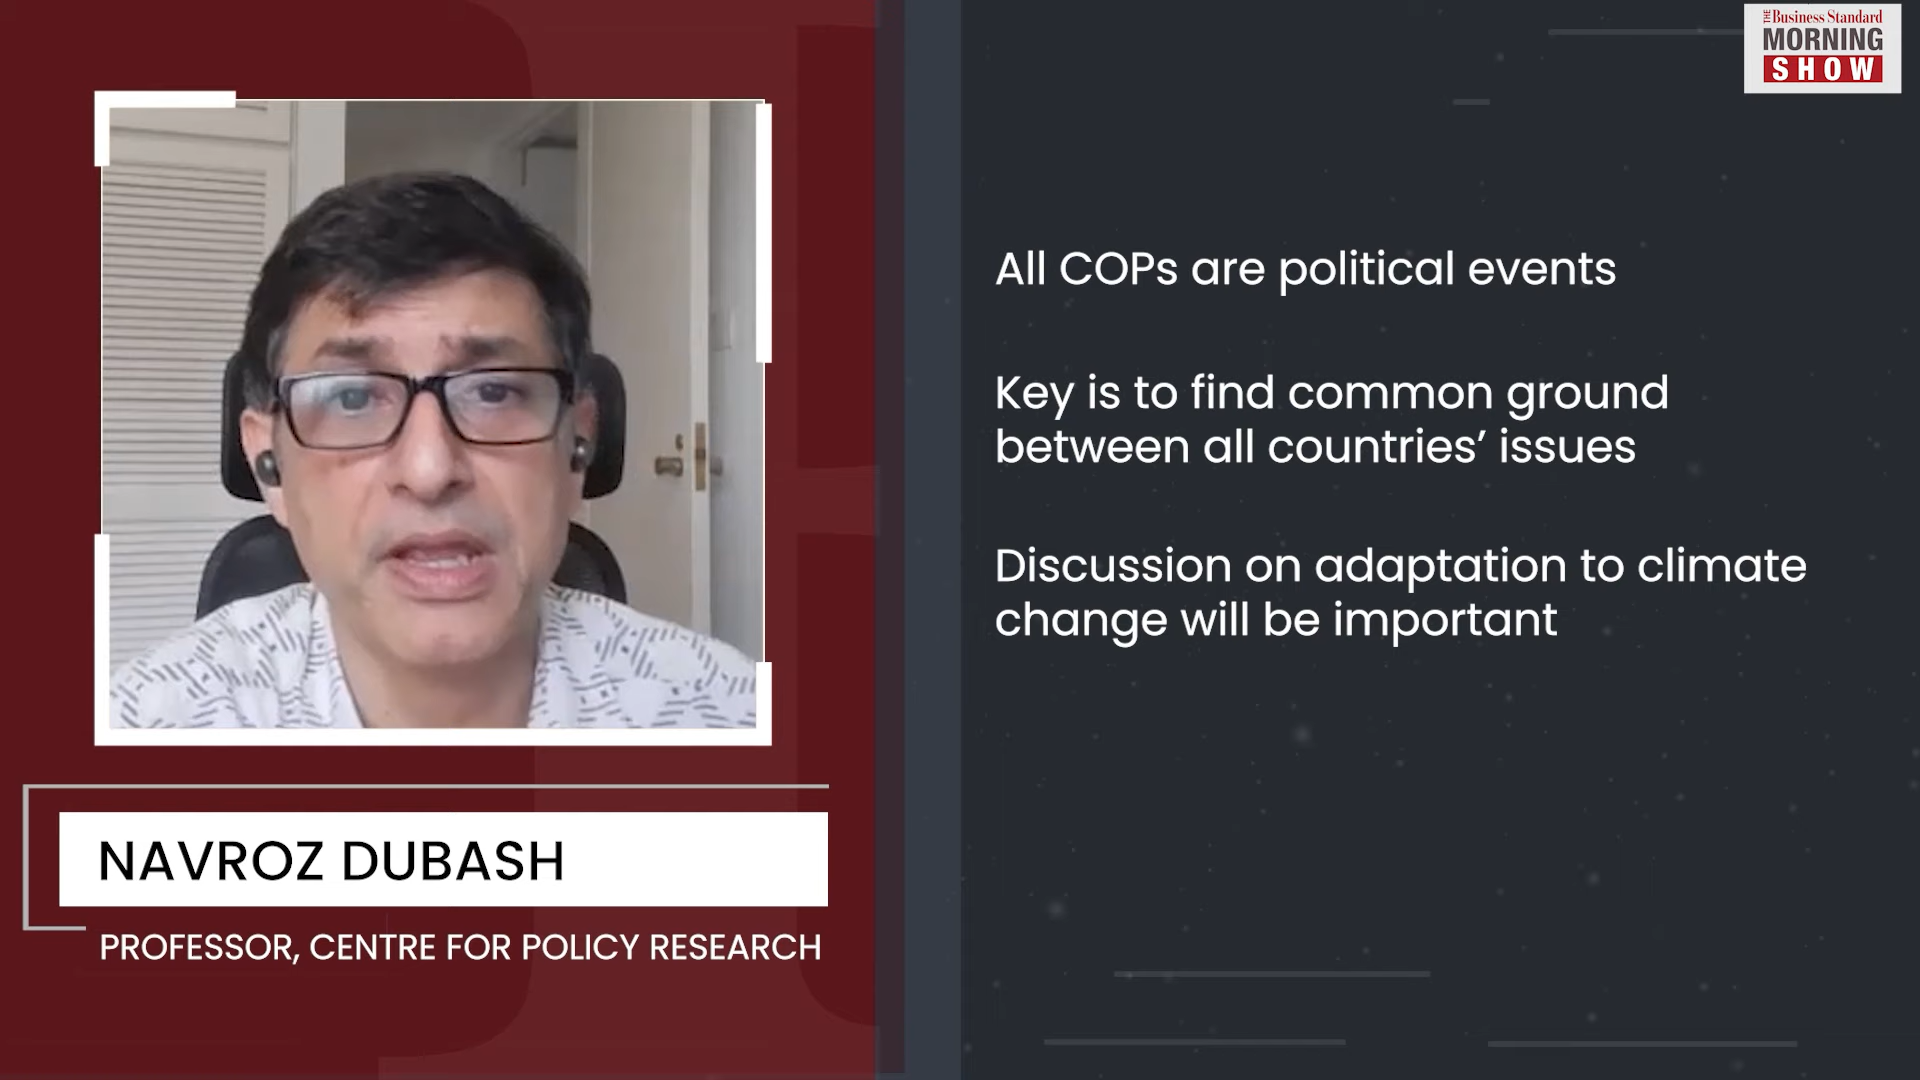 THE Business Standard
MORNING
SHOW
All COPs are political events
Key is to find common ground
between all countries’ issues
Discussion on adaptation to climate
change will be important
NAVROZ DUBASH
PROFESSOR, CENTRE FOR POLICY RESEARCH